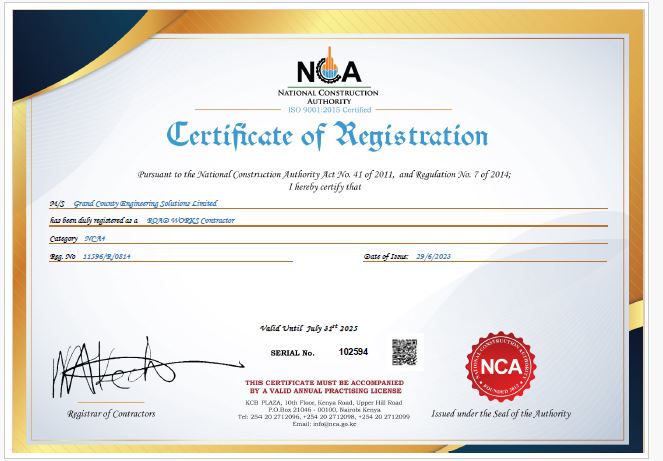 NCA
NATIONAL CONSTRUCTION
AUTHORITY
ISO 9001:2015 Certified
Certificate of Registration
Pursuant to the National Construction Authority Act No. 41 of 2011, and Regulation No. 7 of 2014;
I hereby certify that
M/S Grand County Engineering Solutions Limited
has been duly registered as a ROAD WORKS Contractor
Category NCA4
Reg. No 11596/R/0814 Date of Issue: 29/6/2023
Valid Until July 31st 2025
SERIAL No. 102594
THIS CERTIFICATE MUST BE ACCOMPANIED
BY A VALID ANNUAL PRACTISING LICENSE
Registrar of Contractors
KCB PLAZA, 10th Floor, Kenya Road, Upper Hill Road
P.O.Box 21046 - 00100, Nairobi Kenya
Tel: 254 20 2712096, +254 20 2712098, +254 20 2712099
Email: info@nca.go.ke
NATIONAL CONSTRUCTION AUTHORITY
NCA
FOUNDED 2012
Issued under the Seal of the Authority